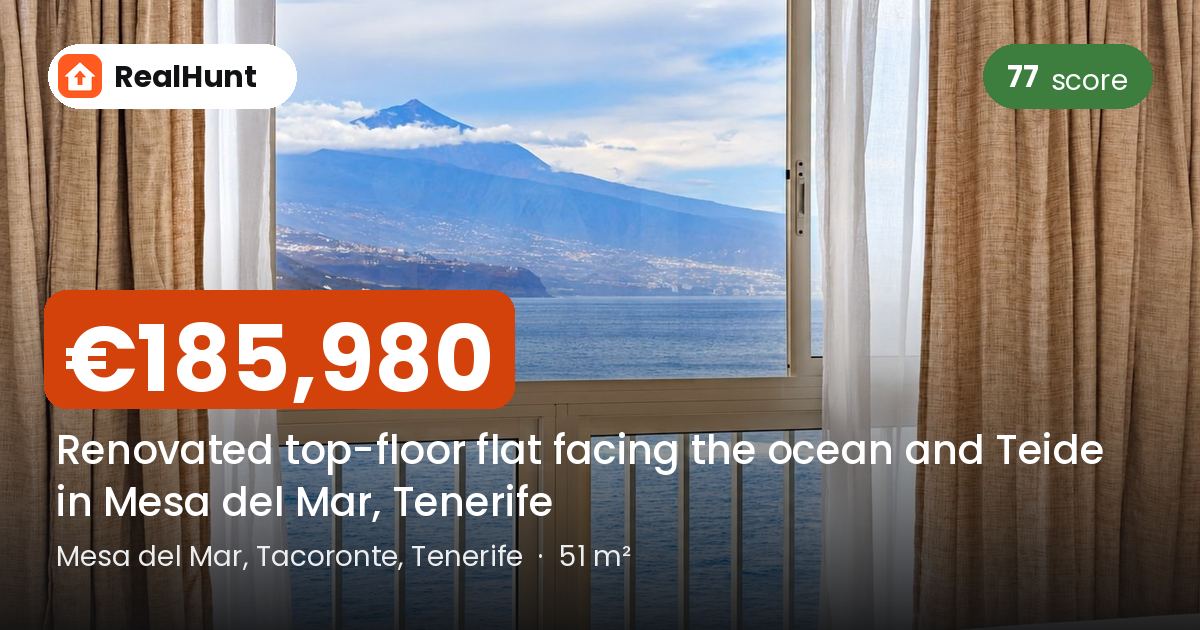 RealHunt
77 score
€185,980
Renovated top-floor flat facing the ocean and Teide
in Mesa del Mar, Tenerife
Mesa del Mar, Tacoronte, Tenerife · 51 m²